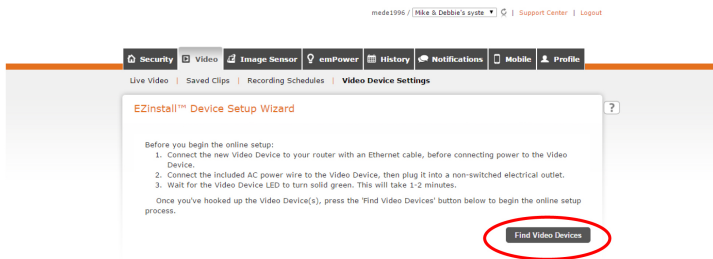 mede1996 / Mike & Debbie's syste | Support Center | Logout
Security Video Image Sensor emPower History Notifications Mobile Profile
Live Video | Saved Clips | Recording Schedules | Video Device Settings
EZInstall™ Device Setup Wizard
?
Before you begin the online setup:
1. Connect the new Video Device to your router with an Ethernet cable, before connecting power to the Video
Device.
2. Connect the included AC power wire to the Video Device, then plug it into a non-switched electrical outlet.
3. Wait for the Video Device LED to turn solid green. This will take 1-2 minutes.
Once you've hooked up the Video Device(s), press the 'Find Video Devices' button below to begin the online setup
process.
Find Video Devices